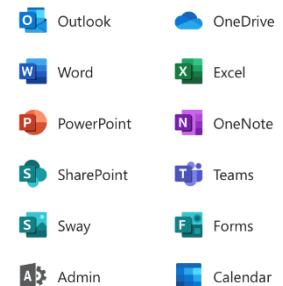 O Outlook OneDrive
W Word X Excel
P PowerPoint N OneNote
S SharePoint T Teams
S Sway F Forms
A Admin Calendar